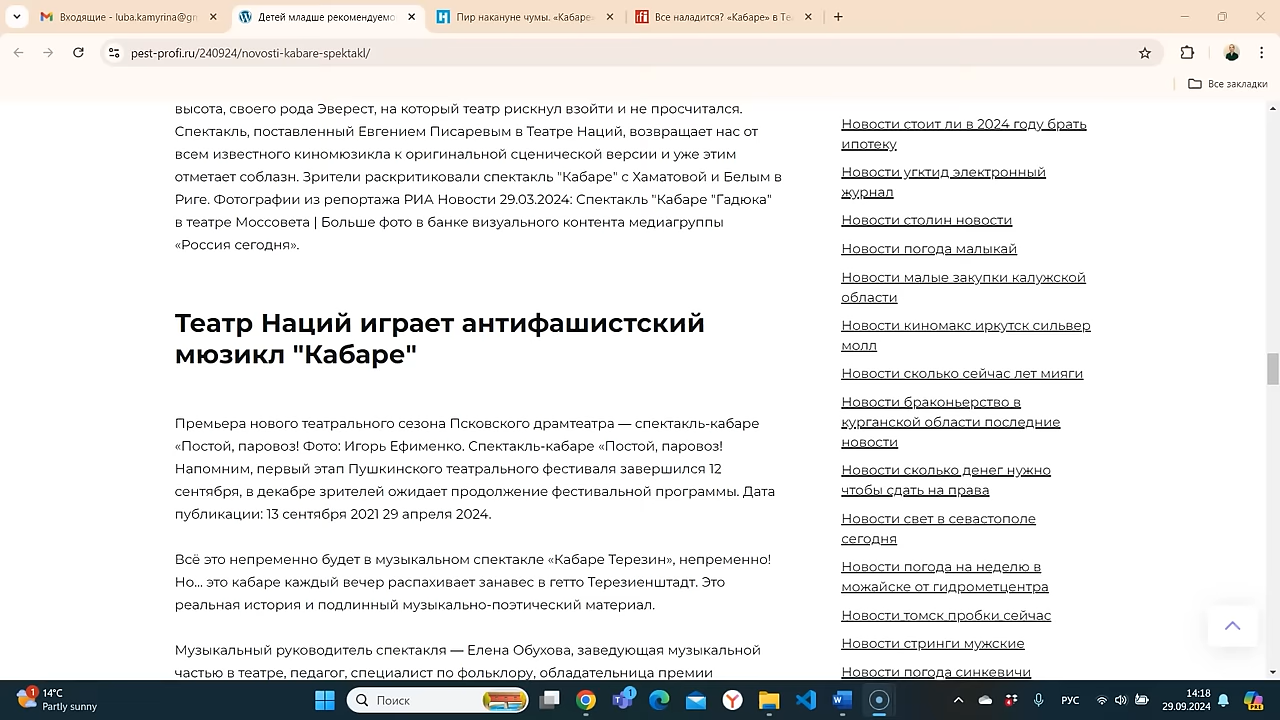 Входящие - luba.kamyrina@gn
Детей младше рекомендуемо
Пир накануне чумы. «Кабаре»
Все наладится? «Кабаре» в Те
pest-profi.ru/240924/novosti-kabare-spektakl/
Все закладки
высота, своего рода Эверест, на который театр рискнул взойти и не просчитался.
Спектакль, поставленный Евгением Писаревым в Театре Наций, возвращает нас от
всем известного киномюзикла к оригинальной сценической версии и уже этим
отметает соблазн. Зрители раскритиковали спектакль "Кабаре" с Хаматовой и Белым в
Риге. Фотографии из репортажа РИА Новости 29.03.2024: Спектакль "Кабаре "Гадюка"
в театре Моссовета | Больше фото в банке визуального контента медиагруппы
«Россия сегодня».
Театр Наций играет антифашистский
мюзикл "Кабаре"
Премьера нового театрального сезона Псковского драмтеатра — спектакль-кабаре
«Постой, паровоз! Фото: Игорь Ефименко. Спектакль-кабаре «Постой, паровоз!
Напомним, первый этап Пушкинского театрального фестиваля завершился 12
сентября, в декабре зрителей ожидает продолжение фестивальной программы. Дата
публикации: 13 сентября 2021 29 апреля 2024.
Всё это непременно будет в музыкальном спектакле «Кабаре Терезин», непременно!
Но... это кабаре каждый вечер распахивает занавес в гетто Терезиенштадт. Это
реальная история и подлинный музыкально-поэтический материал.
Музыкальный руководитель спектакля — Елена Обухова, заведующая музыкальной
частью в театре, педагог, специалист по фольклору, обладательница премии
Новости стоит ли в 2024 году брать
ипотеку
Новости угктид электронный
журнал
Новости столин новости
Новости погода малыкай
Новости малые закупки калужской
области
Новости киномакс иркутск сильвер
молл
Новости сколько сейчас лет мияги
Новости браконьерство в
курганской области последние
новости
Новости сколько денег нужно
чтобы сдать на права
Новости свет в севастополе
сегодня
Новости погода на неделю в
можайске от гидрометцентра
Новости томск пробки сейчас
Новости стринги мужские
Новости погода синкевичи
1
14°C
Partly sunny
Поиск
1
РУС
14:18
29.09.2024